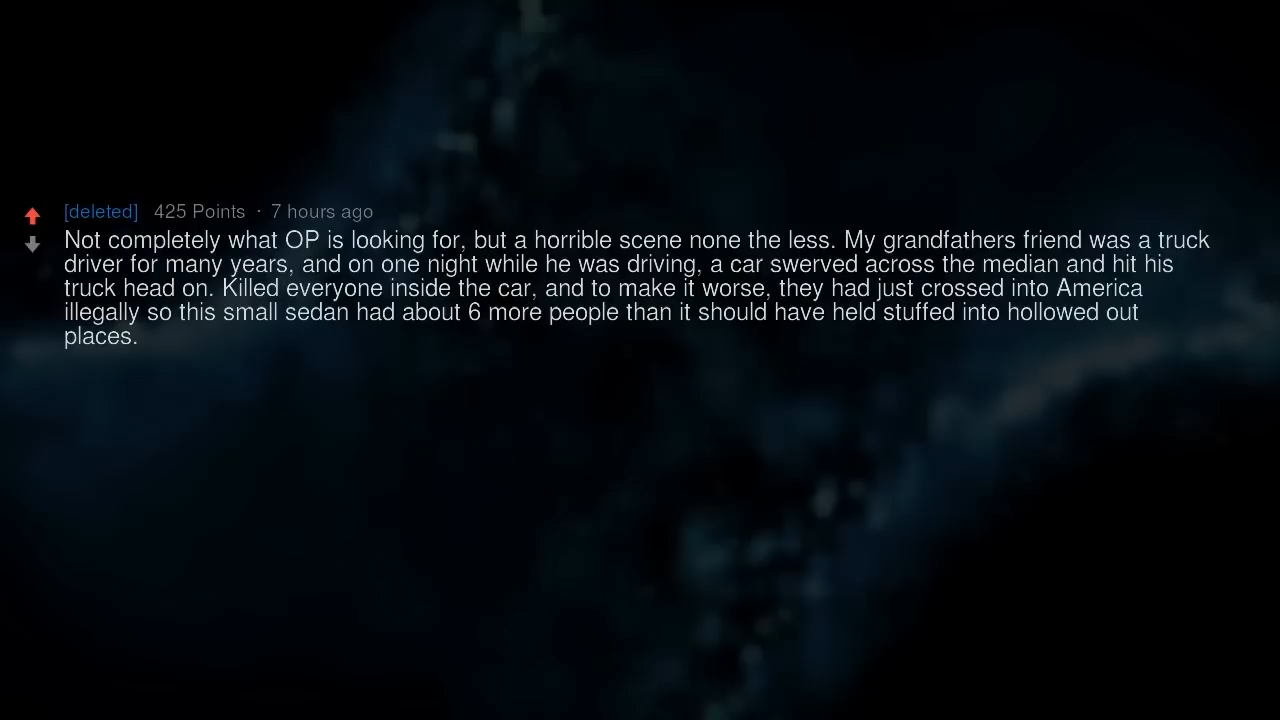 [deleted] 425 Points · 7 hours ago
Not completely what OP is looking for, but a horrible scene none the less. My grandfathers friend was a truck
driver for many years, and on one night while he was driving, a car swerved across the median and hit his
truck head on. Killed everyone inside the car, and to make it worse, they had just crossed into America
illegally so this small sedan had about 6 more people than it should have held stuffed into hollowed out
places.